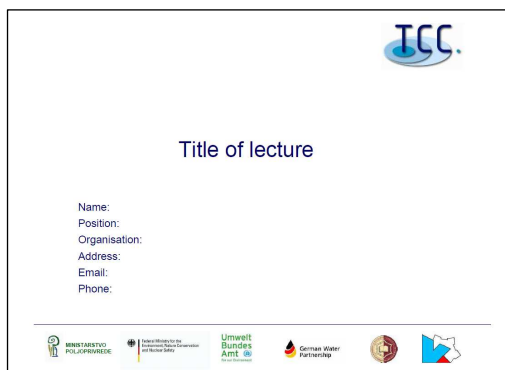 TCC.
Title of lecture
Name:
Position:
Organisation:
Address:
Email:
Phone:
MINISTARSTVO
POLJOPRIVREDE
Federal Ministry for the
Environment, Nature Conservation
and Nuclear Safety
Umwelt
Bundes
Amt
German Water
Partnership